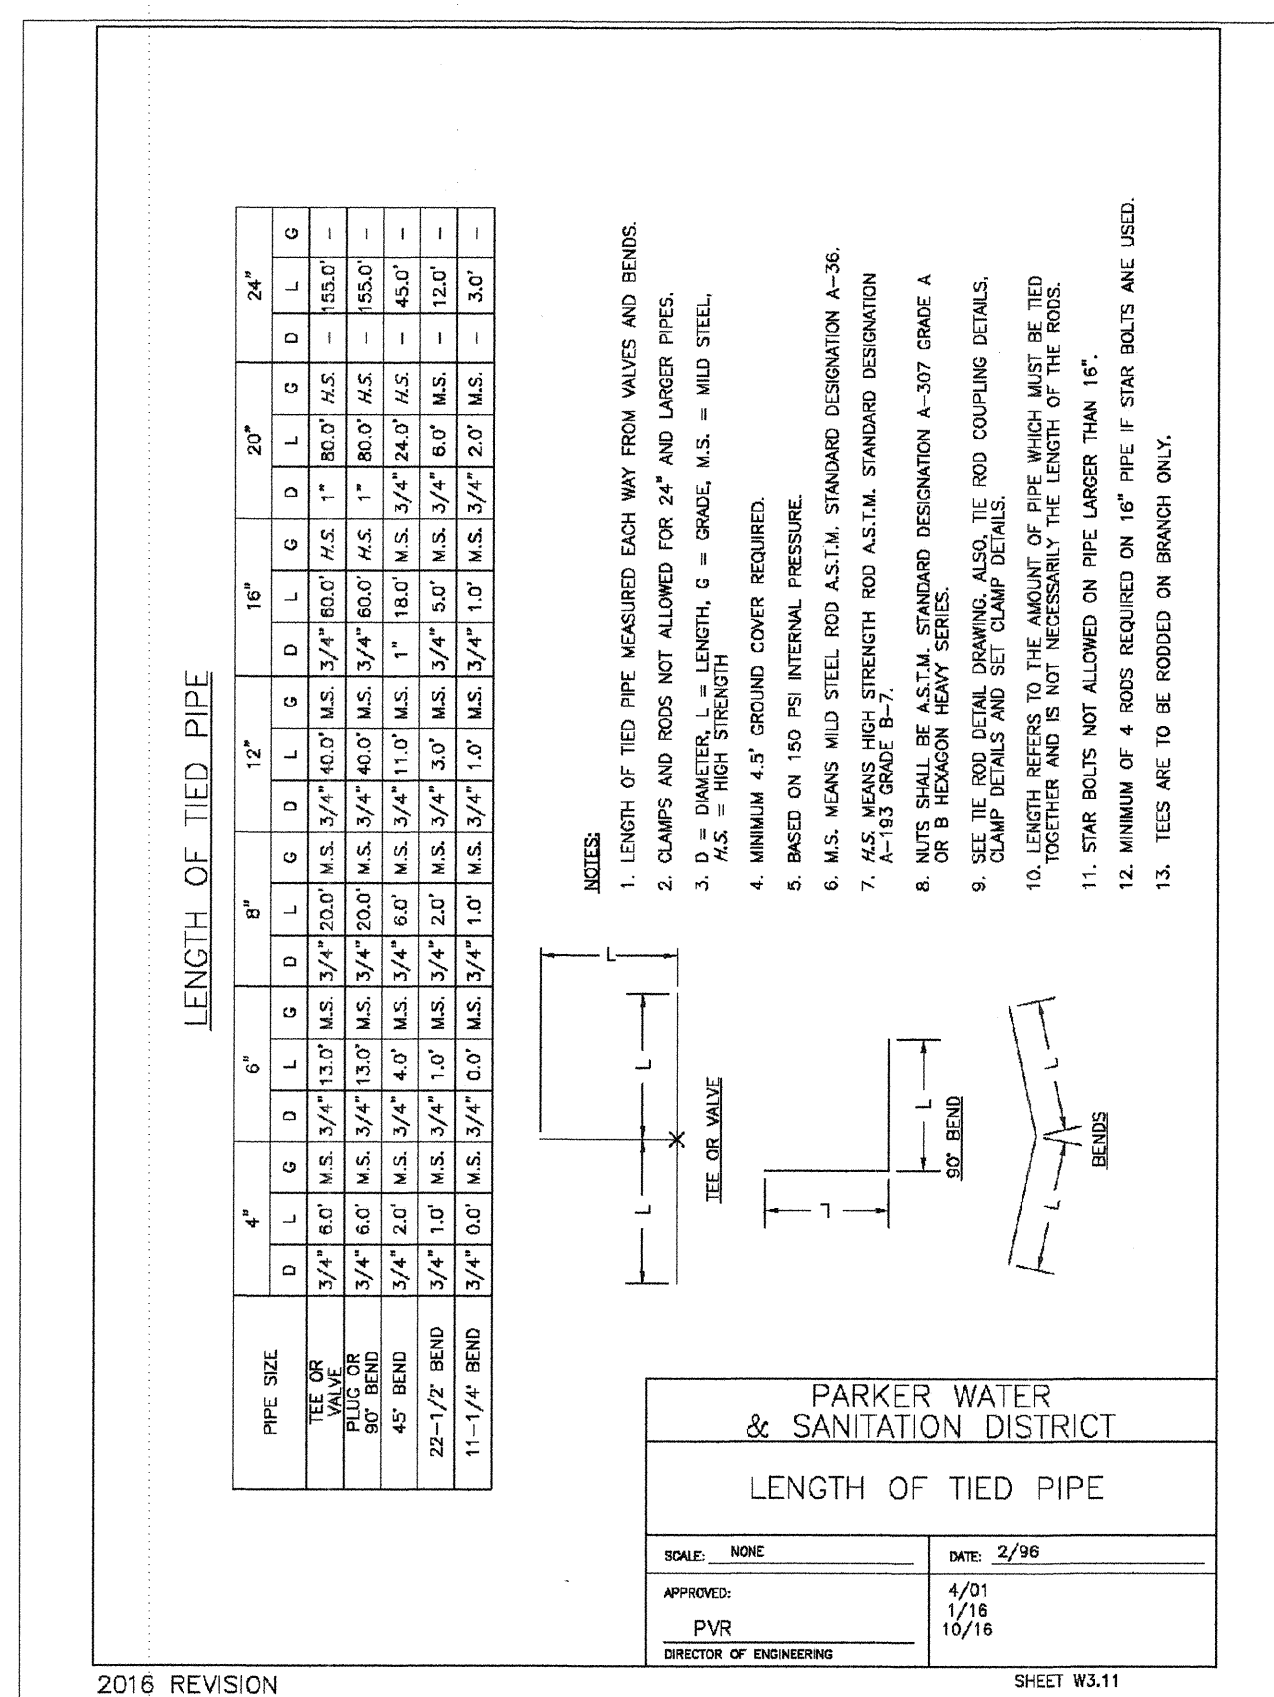 LENGTH OF TIED PIPE
PIPE SIZE 4" 6" 8" 12" 16" 20" 24"
D L G D L G D L G D L G D L G D L G D L G
TEE OR VALVE 3/4" 6.0' M.S. 3/4" 13.0' M.S. 3/4" 20.0' M.S. 3/4" 40.0' M.S. 3/4" 60.0' H.S. 1" 80.0' H.S. – 155.0' –
PLUG OR 90° BEND 3/4" 6.0' M.S. 3/4" 13.0' M.S. 3/4" 20.0' M.S. 3/4" 40.0' M.S. 3/4" 60.0' H.S. 1" 80.0' H.S. – 155.0' –
45° BEND 3/4" 2.0' M.S. 3/4" 4.0' M.S. 3/4" 6.0' M.S. 3/4" 11.0' M.S. 1" 18.0' M.S. 3/4" 24.0' H.S. – 45.0' –
22-1/2° BEND 3/4" 1.0' M.S. 3/4" 1.0' M.S. 3/4" 2.0' M.S. 3/4" 3.0' M.S. 3/4" 5.0' M.S. 3/4" 6.0' M.S. – 12.0' –
11-1/4° BEND 3/4" 0.0' M.S. 3/4" 0.0' M.S. 3/4" 1.0' M.S. 3/4" 1.0' M.S. 3/4" 1.0' M.S. 3/4" 2.0' M.S. – 3.0' –
L
L
L
TEE OR VALVE
L
L
90° BEND
L
L
BENDS
NOTES:
1. LENGTH OF TIED PIPE MEASURED EACH WAY FROM VALVES AND BENDS.
2. CLAMPS AND RODS NOT ALLOWED FOR 24" AND LARGER PIPES.
3. D = DIAMETER, L = LENGTH, G = GRADE, M.S. = MILD STEEL,
H.S. = HIGH STRENGTH
4. MINIMUM 4.5' GROUND COVER REQUIRED.
5. BASED ON 150 PSI INTERNAL PRESSURE.
6. M.S. MEANS MILD STEEL ROD A.S.T.M. STANDARD DESIGNATION A-36.
7. H.S. MEANS HIGH STRENGTH ROD A.S.T.M. STANDARD DESIGNATION
A-193 GRADE B-7.
8. NUTS SHALL BE A.S.T.M. STANDARD DESIGNATION A-307 GRADE A
OR B HEXAGON HEAVY SERIES.
9. SEE TIE ROD DETAIL DRAWING. ALSO, TIE ROD COUPLING DETAILS,
CLAMP DETAILS AND SET CLAMP DETAILS.
10. LENGTH REFERS TO THE AMOUNT OF PIPE WHICH MUST BE TIED
TOGETHER AND IS NOT NECESSARILY THE LENGTH OF THE RODS.
11. STAR BOLTS NOT ALLOWED ON PIPE LARGER THAN 16".
12. MINIMUM OF 4 RODS REQUIRED ON 16" PIPE IF STAR BOLTS ANE USED.
13. TEES ARE TO BE RODDED ON BRANCH ONLY.
PARKER WATER
& SANITATION DISTRICT
LENGTH OF TIED PIPE
SCALE: NONE
DATE: 2/96
APPROVED:
4/01
1/16
PVR
10/16
DIRECTOR OF ENGINEERING
2016 REVISION
SHEET W3.11